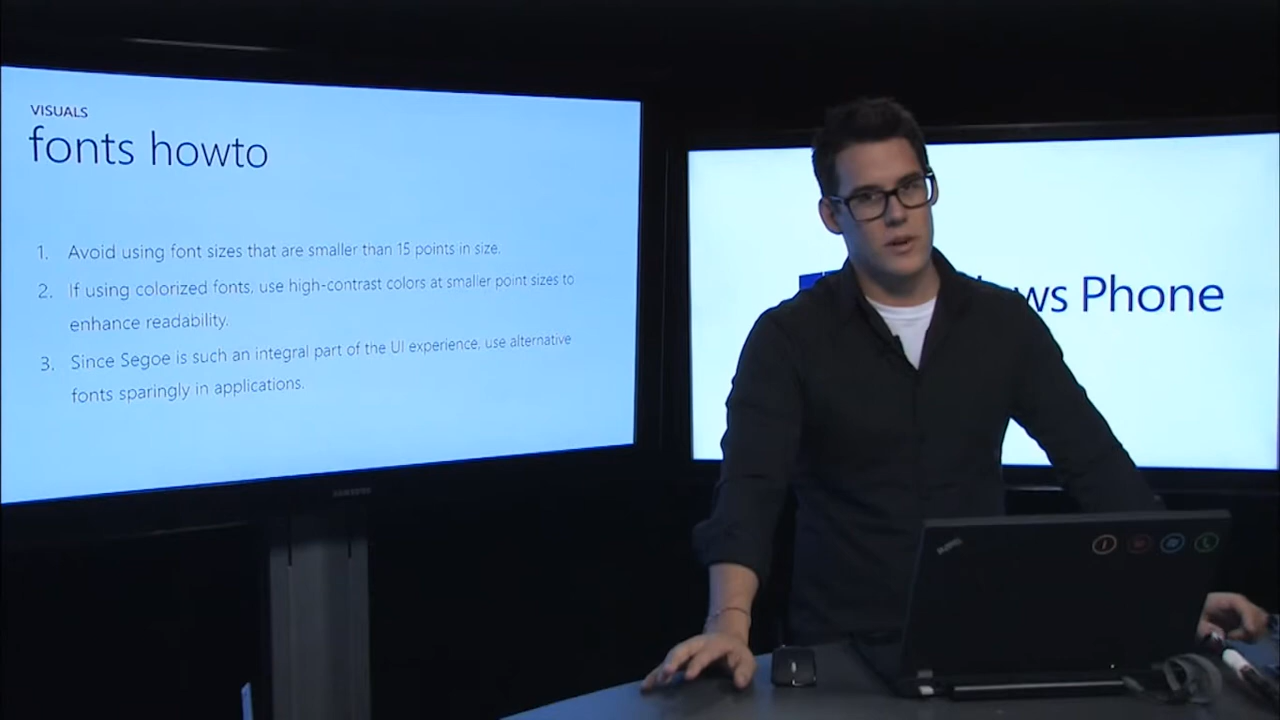 VISUALS
fonts howto
1. Avoid using font sizes that are smaller than 15 points in size.
2. If using colorized fonts, use high-contrast colors at smaller point sizes to
enhance readability.
3. Since Segoe is such an integral part of the UI experience, use alternative
fonts sparingly in applications.
ws Phone
SAMSUNG